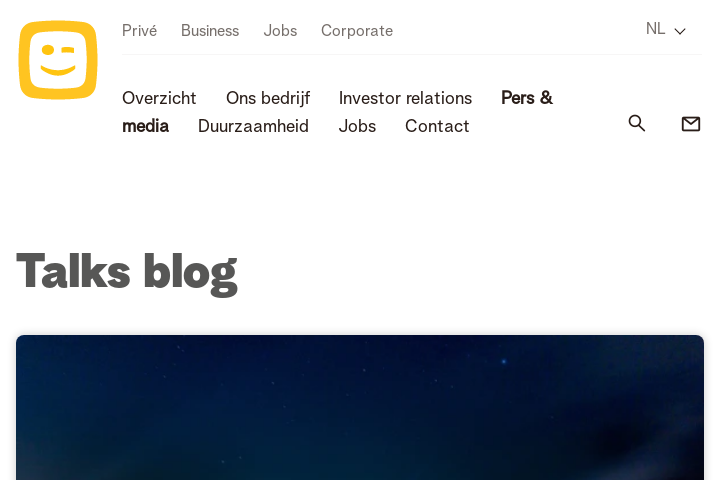 Privé Business Jobs Corporate NL
Overzicht Ons bedrijf Investor relations Pers &
media Duurzaamheid Jobs Contact
Talks blog